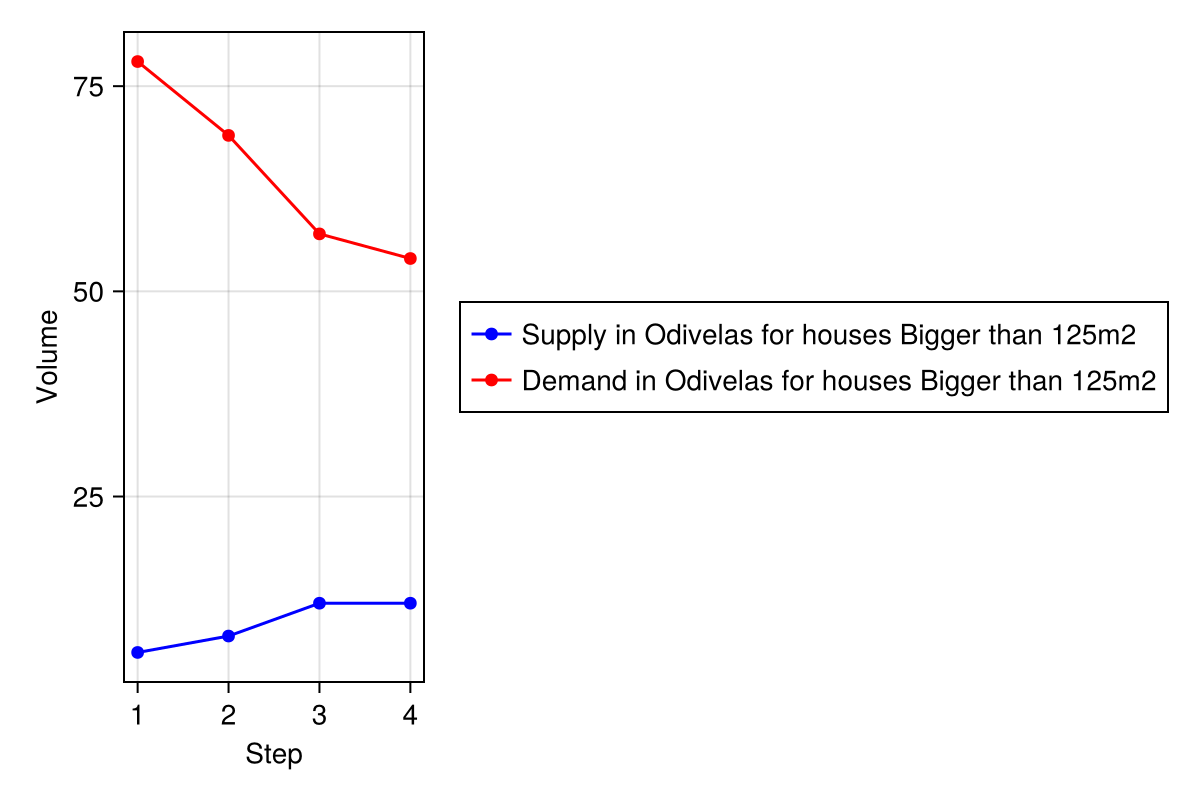 75
50
25
Volume
1 2 3 4
Step
Supply in Odivelas for houses Bigger than 125m2
Demand in Odivelas for houses Bigger than 125m2